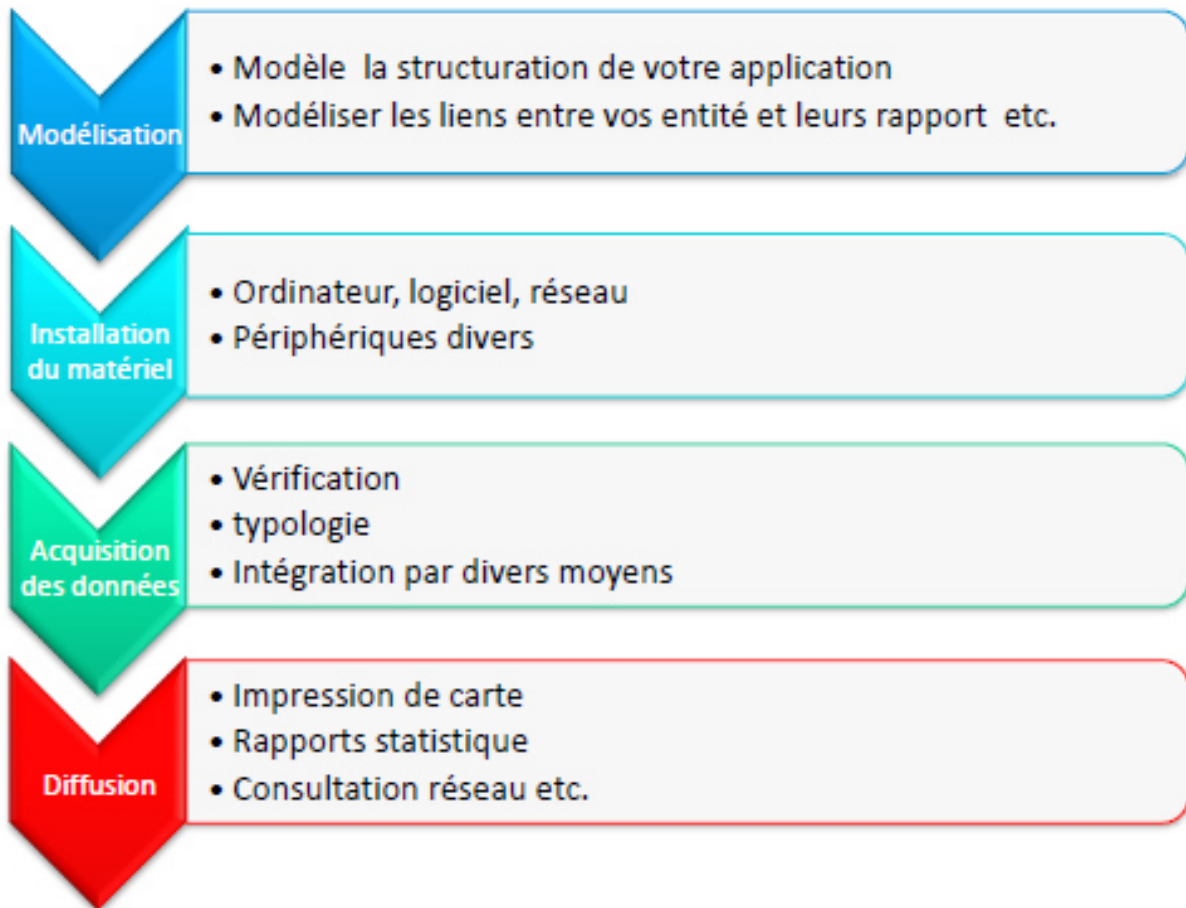 Modélisation
• Modèle  la structuration de votre application
• Modéliser les liens entre vos entité et leurs rapport  etc.
Installation
du matériel
• Ordinateur, logiciel, réseau
• Périphériques divers
Acquisition
des données
• Vérification
• typologie
• Intégration par divers moyens
Diffusion
• Impression de carte
• Rapports statistique
• Consultation réseau etc.